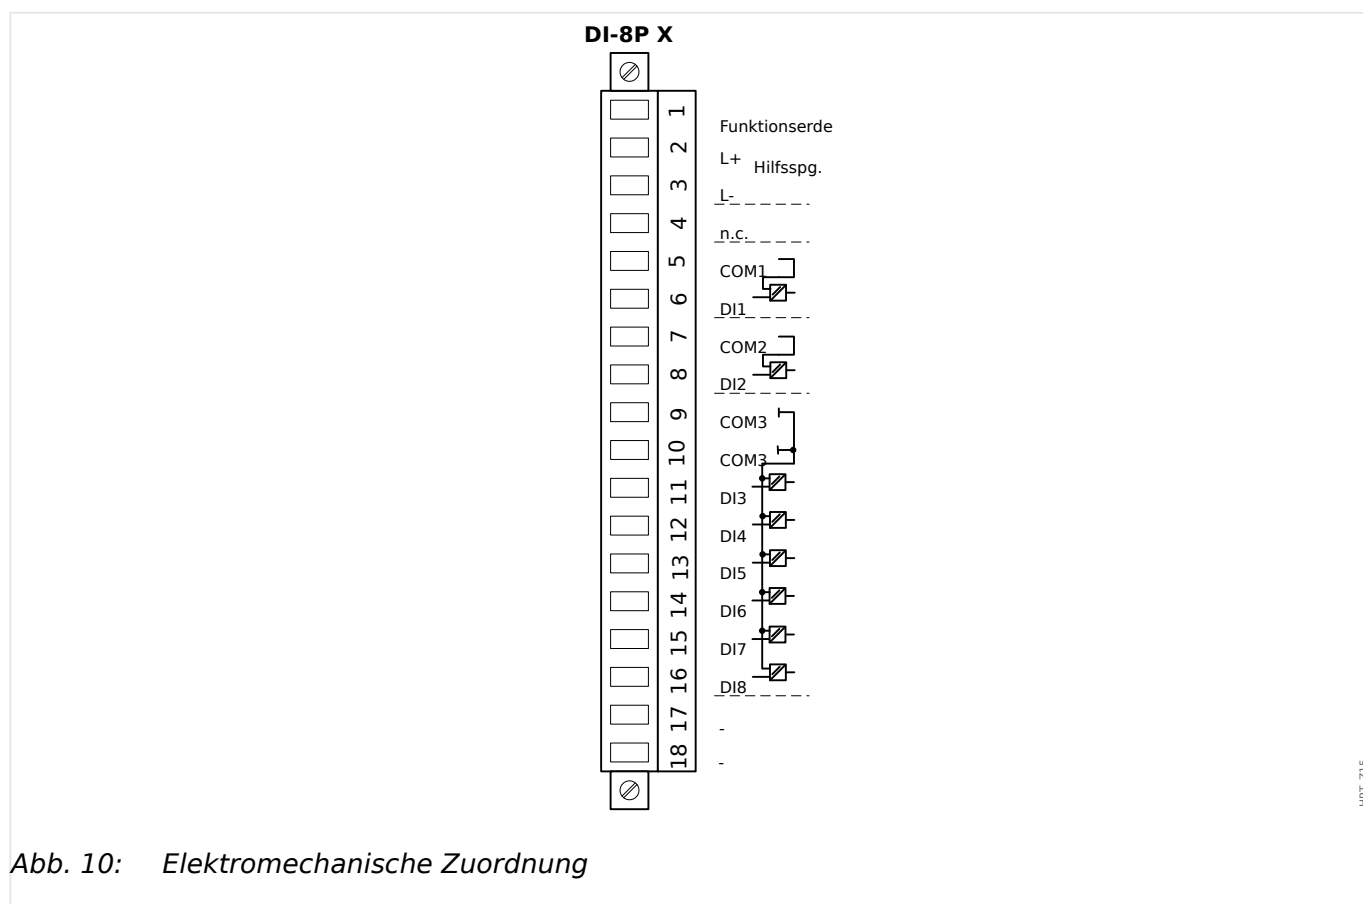 DI-8P X
1
Funktionserde
2
L+ Hilfsspg.
3
L-
4
n.c.
5
COM1
6
DI1
7
COM2
8
DI2
9
COM3
10
COM3
11
DI3
12
DI4
13
DI5
14
DI6
15
DI7
16
DI8
17
-
18
-
Abb. 10: Elektromechanische Zuordnung